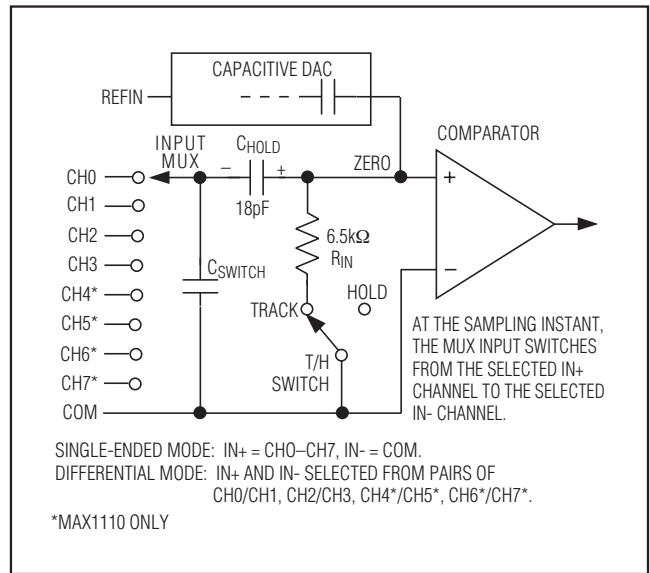 CAPACITIVE DAC
REFIN
COMPARATOR
INPUT
MUX
CHOLD
ZERO
− +
+
CH0
18pF
CH1
CH2
6.5kΩ
RIN
CH3
CSWITCH
−
HOLD
CH4*
TRACK
CH5*
AT THE SAMPLING INSTANT,
THE MUX INPUT SWITCHES
FROM THE SELECTED IN+
CHANNEL TO THE SELECTED
IN- CHANNEL.
CH6*
T/H
SWITCH
CH7*
COM
SINGLE-ENDED MODE: IN+ = CHO–CH7, IN- = COM.
DIFFERENTIAL MODE: IN+ AND IN- SELECTED FROM PAIRS OF
CH0/CH1, CH2/CH3, CH4*/CH5*, CH6*/CH7*.
*MAX1110 ONLY